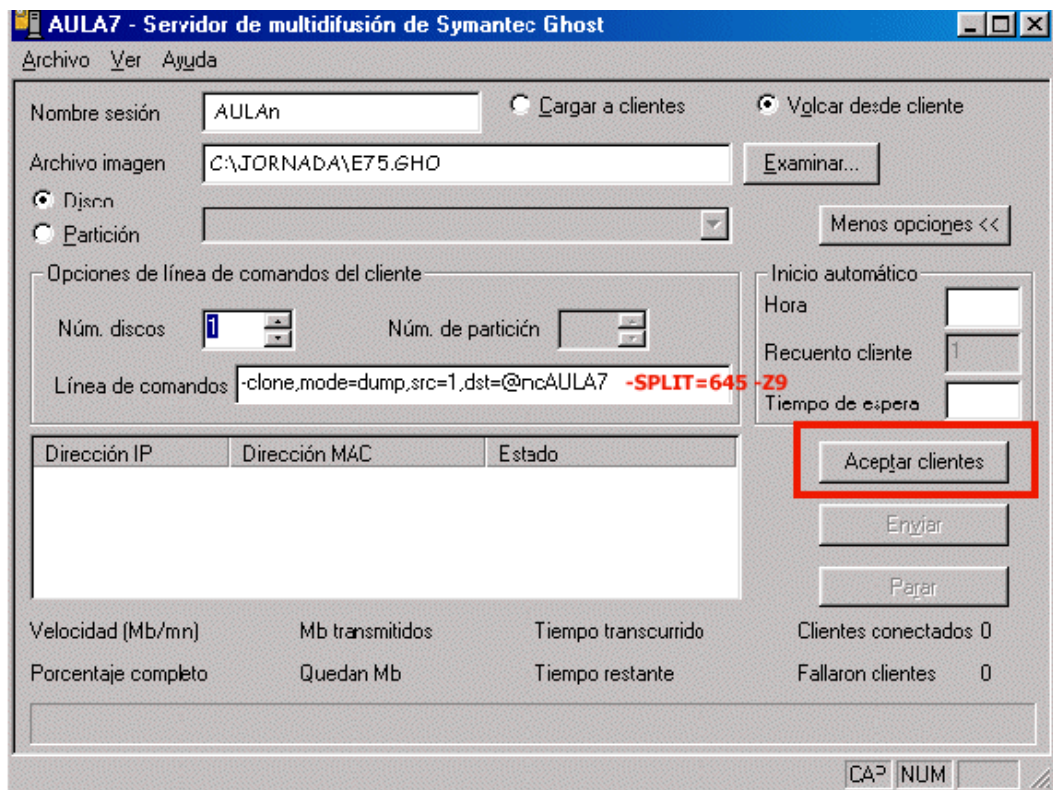 AULA7 - Servidor de multidifusión de Symantec Ghost
Archivo Ver Ayuda
Nombre sesión AULAn Cargar a clientes Volcar desde cliente
Archivo imagen C:\JORNADA\E75.GHO Examinar...
Disco
Partición Menos opciones <<
Opciones de línea de comandos del cliente Inicio automático
Hora
Núm. discos 1 Núm. de partición
Recuento cliente 1
Línea de comandos -clone,mode=dump,src=1,dst=@mcAULA7 -SPLIT=645 -Z9
Tiempo de espera
Dirección IP Dirección MAC Estado
Aceptar clientes
Enviar
Parar
Velocidad (Mb/mn) Mb transmitidos Tiempo transcurrido Clientes conectados 0
Porcentaje completo Quedan Mb Tiempo restante Fallaron clientes 0
CAP NUM